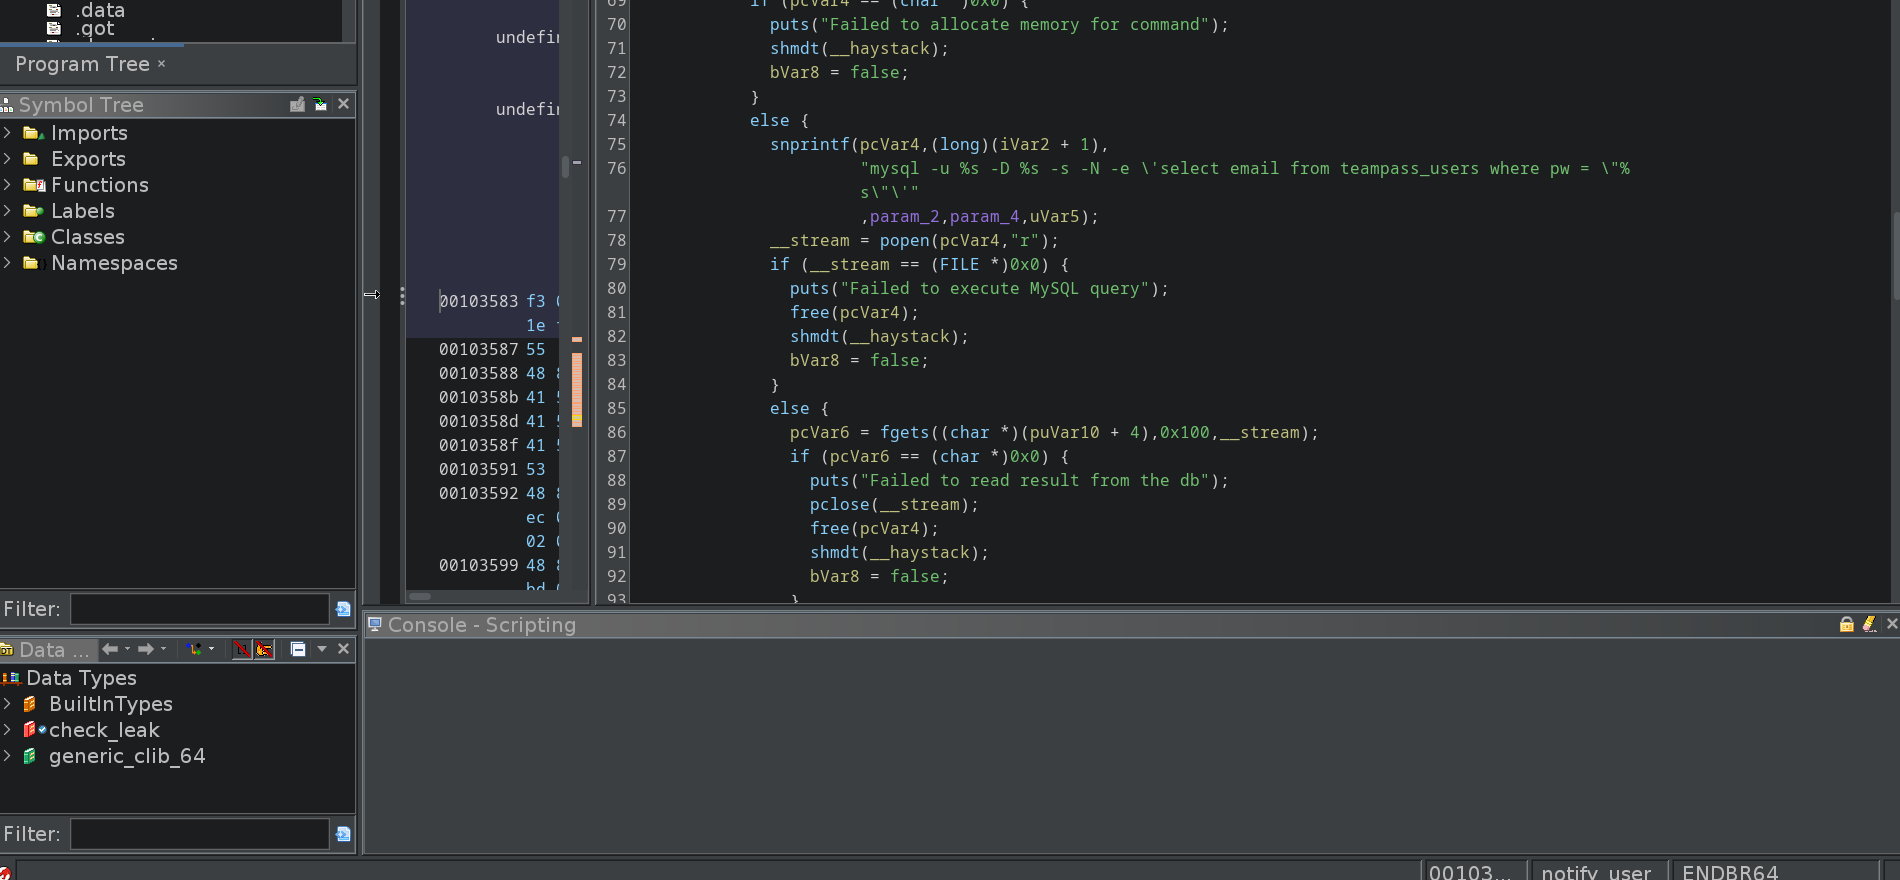 .data
.got
Program Tree ×
Symbol Tree
Imports
Exports
Functions
Labels
Classes
Namespaces
Filter:
Data ...
Data Types
BuiltInTypes
check_leak
generic_clib_64
Filter:
undefin
undefin
00103583 f3
1e
00103587 55
00103588 48
0010358b 41
0010358d 41
0010358f 41
00103591 53
00103592 48
ec
02
00103599 48
bd
69 if (pcVar4 == (char *)0x0) {
70 puts("Failed to allocate memory for command");
71 shmdt(__haystack);
72 bVar8 = false;
73 }
74 else {
75 snprintf(pcVar4,(long)(iVar2 + 1),
76 "mysql -u %s -D %s -s -N -e \'select email from teampass_users where pw = \"%
s\"\'"
77 ,param_2,param_4,uVar5);
78 __stream = popen(pcVar4,"r");
79 if (__stream == (FILE *)0x0) {
80 puts("Failed to execute MySQL query");
81 free(pcVar4);
82 shmdt(__haystack);
83 bVar8 = false;
84 }
85 else {
86 pcVar6 = fgets((char *)(puVar10 + 4),0x100,__stream);
87 if (pcVar6 == (char *)0x0) {
88 puts("Failed to read result from the db");
89 pclose(__stream);
90 free(pcVar4);
91 shmdt(__haystack);
92 bVar8 = false;
93 }
Console - Scripting
00103... notify_user ENDBR64